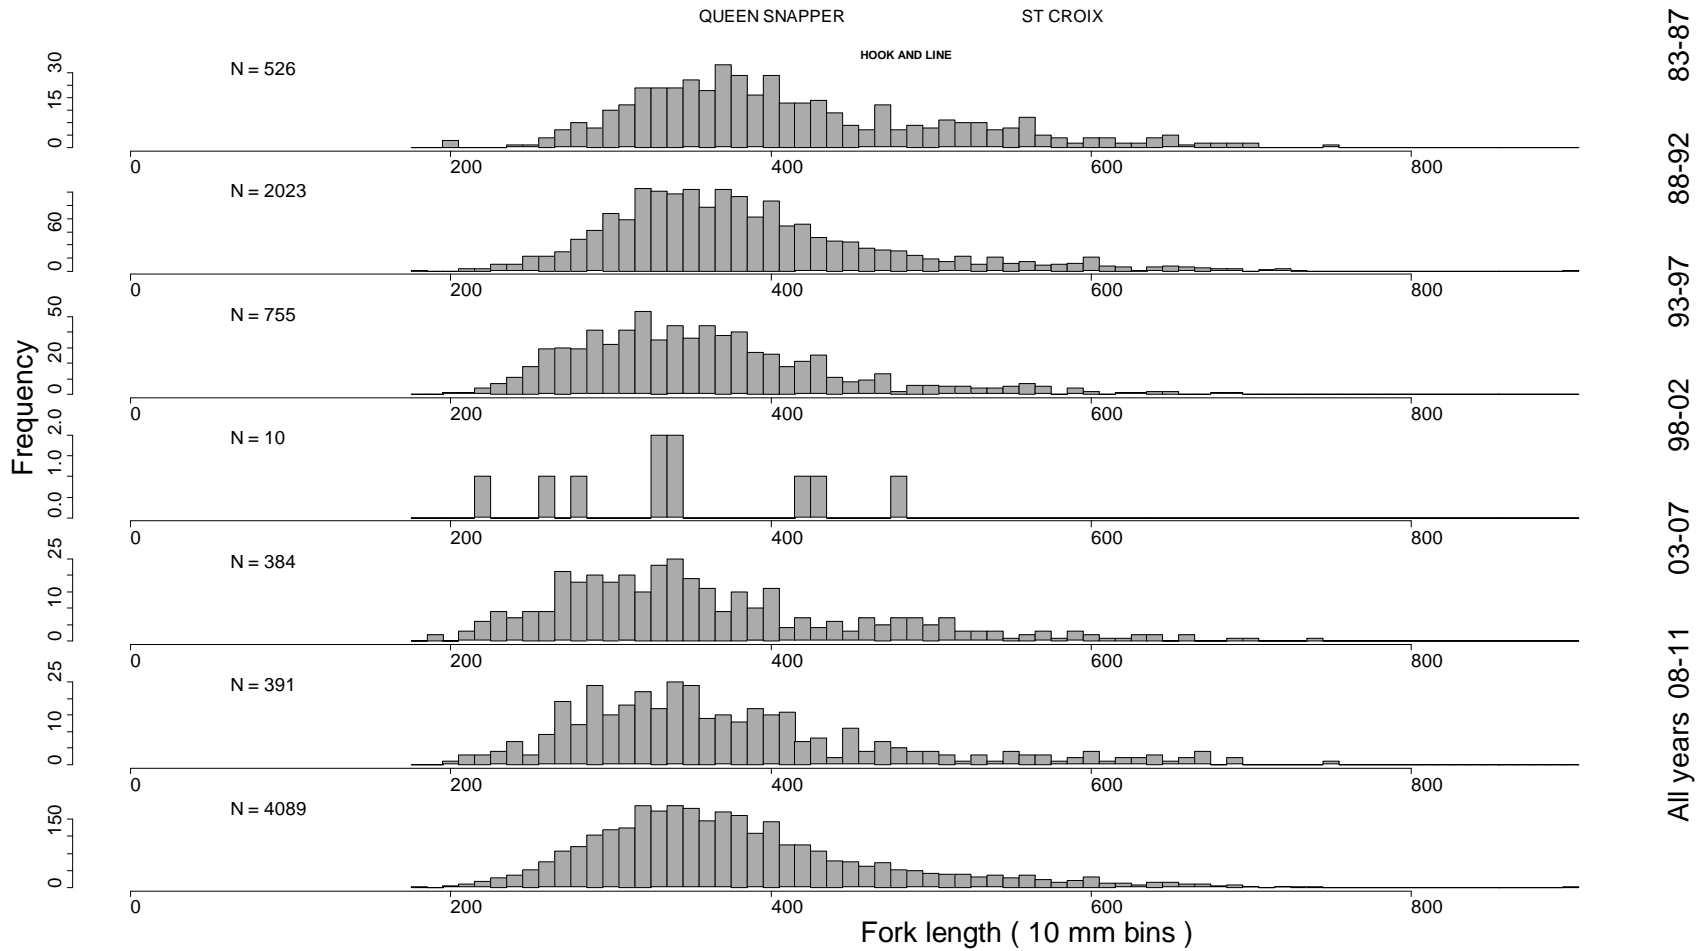 QUEEN SNAPPER ST CROIX
HOOK AND LINE
Frequency
N = 526
0 15 30
0 200 400 600 800
83-87
N = 2023
0 60
0 200 400 600 800
88-92
N = 755
0 20 50
0 200 400 600 800
93-97
N = 10
0.0 1.0 2.0
0 200 400 600 800
98-02
N = 384
0 10 25
0 200 400 600 800
03-07
N = 391
0 10 25
0 200 400 600 800
08-11
N = 4089
0 150
0 200 400 600 800
All years
Fork length ( 10 mm bins )